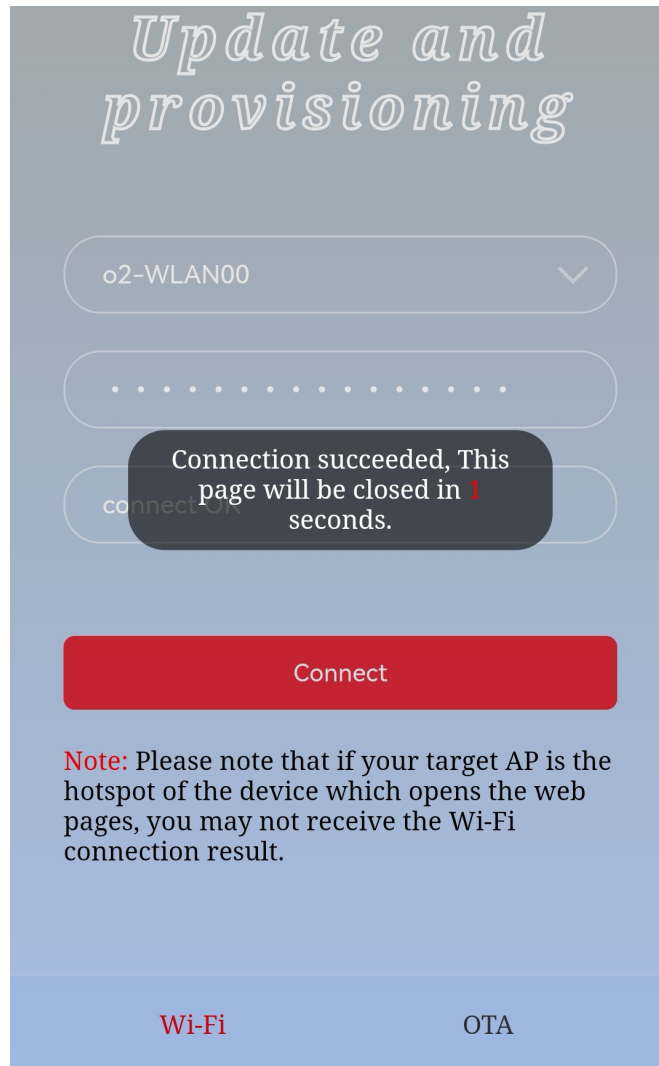 Update and
provisioning
o2-WLAN00
Connection succeeded, This
page will be closed in 1
seconds.
connect OK
Connect
Note: Please note that if your target AP is the
hotspot of the device which opens the web
pages, you may not receive the Wi-Fi
connection result.
Wi-Fi
OTA